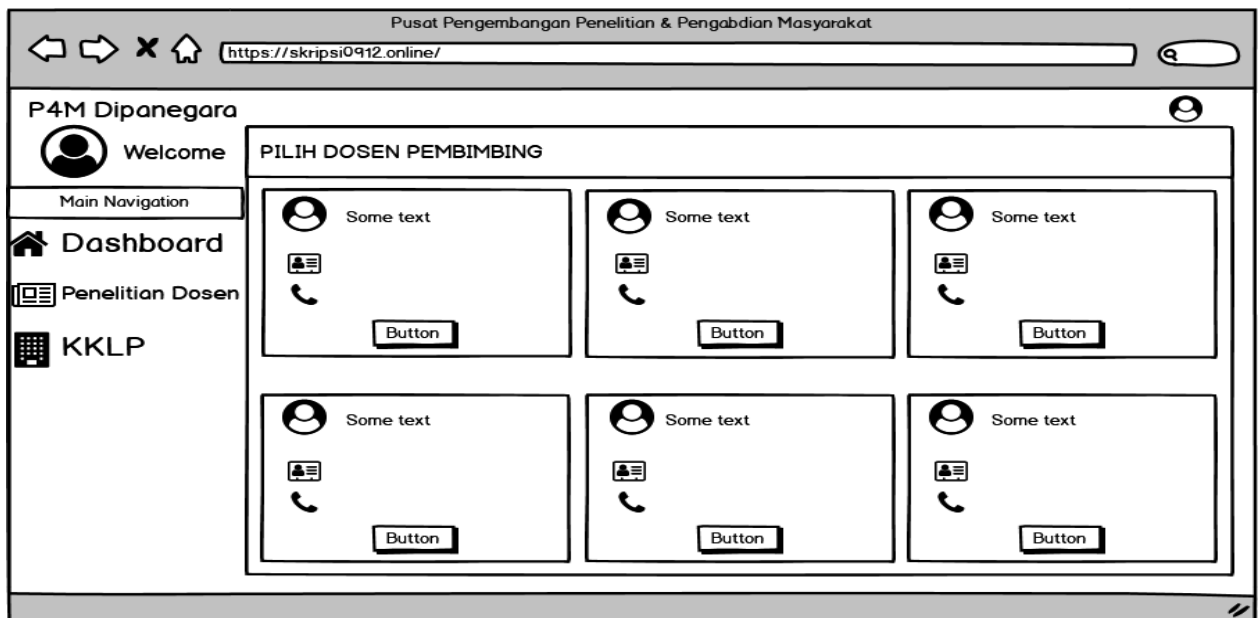 Pusat Pengembangan Penelitian & Pengabdian Masyarakat
https://skripsi0912.online/
P4M Dipanegara
Welcome
Main Navigation
Dashboard
Penelitian Dosen
KKLP
PILIH DOSEN PEMBIMBING
Some text
Button
Some text
Button
Some text
Button
Some text
Button
Some text
Button
Some text
Button